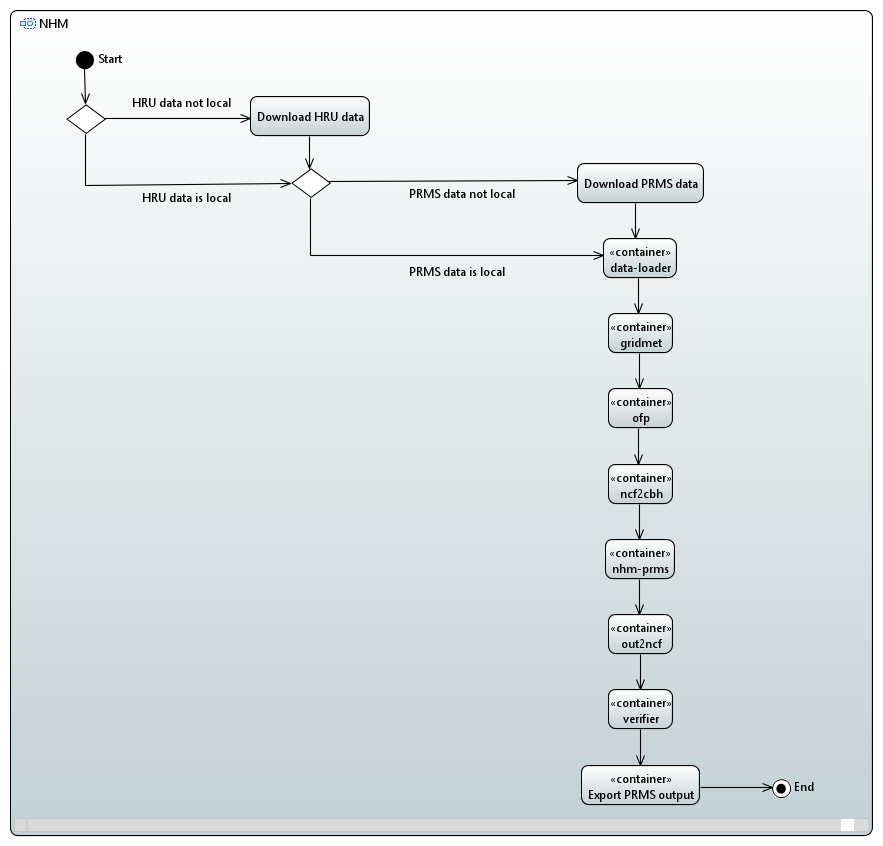 NHM
Start
HRU data not local
Download HRU data
HRU data is local
PRMS data not local
Download PRMS data
PRMS data is local
«container»
data-loader
«container»
gridmet
«container»
ofp
«container»
ncf2cbh
«container»
nhm-prms
«container»
out2ncf
«container»
verifier
«container»
Export PRMS output
End